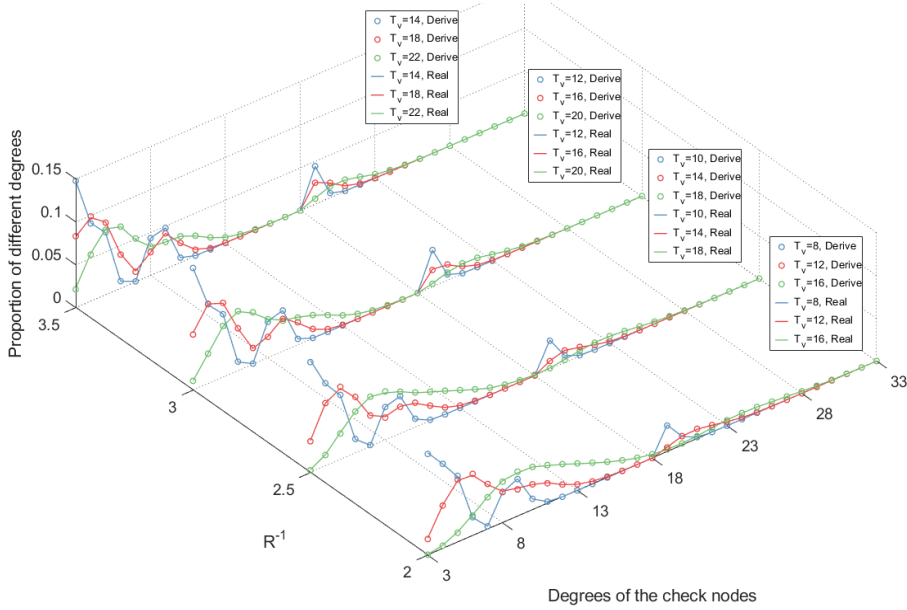 T_v=14, Derive
T_v=18, Derive
T_v=22, Derive
T_v=14, Real
T_v=18, Real
T_v=22, Real
T_v=12, Derive
T_v=16, Derive
T_v=20, Derive
T_v=12, Real
T_v=16, Real
T_v=20, Real
T_v=10, Derive
T_v=14, Derive
T_v=18, Derive
T_v=10, Real
T_v=14, Real
T_v=18, Real
T_v=8, Derive
T_v=12, Derive
T_v=16, Derive
T_v=8, Real
T_v=12, Real
T_v=16, Real
Proportion of different degrees
0.15
0.1
0.05
0
3.5
3
2.5
2
R^-1
3
8
13
18
23
28
33
Degrees of the check nodes